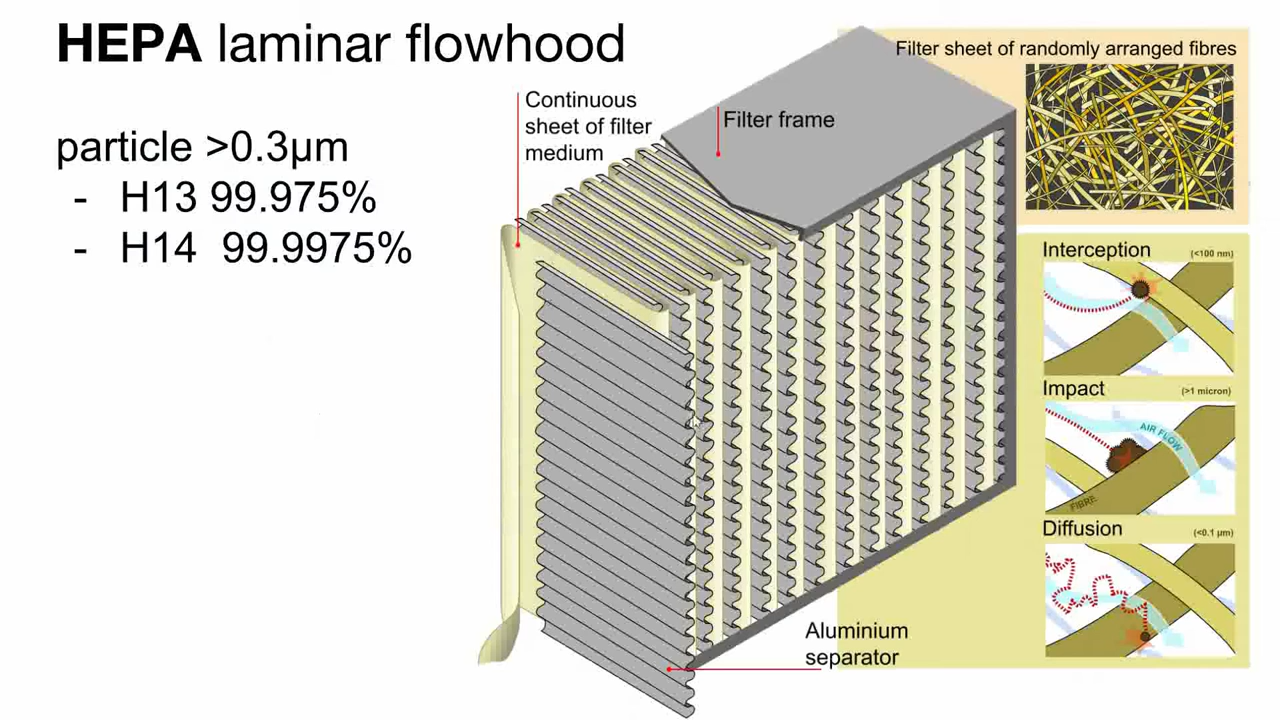 HEPA laminar flowhood
particle >0.3µm
- H13 99.975%
- H14 99.9975%
Continuous
sheet of filter
medium
Filter frame
Aluminium
separator
Filter sheet of randomly arranged fibres
Interception (<100 nm)
Impact (>1 micron)
AIR FLOW
FIBRE
Diffusion (<0.1 µm)